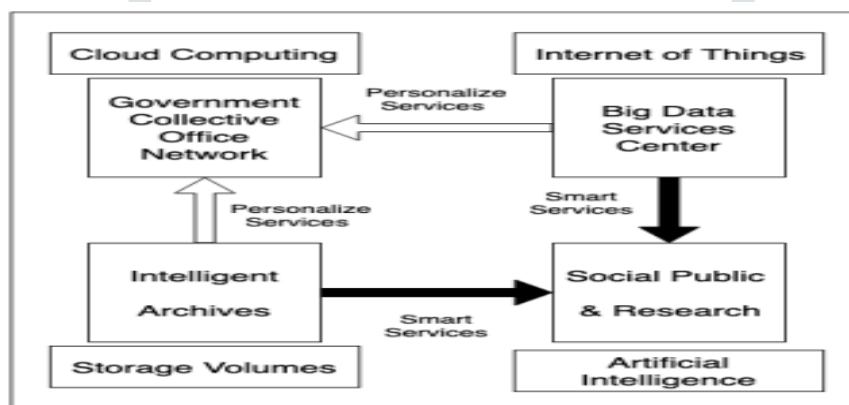 Cloud Computing
Internet of Things
Government
Collective
Office
Network
Personalize
Services
Big Data
Services
Center
Personalize
Services
Smart
Services
Intelligent
Archives
Smart
Services
Social Public
& Research
Storage Volumes
Artificial
Intelligence